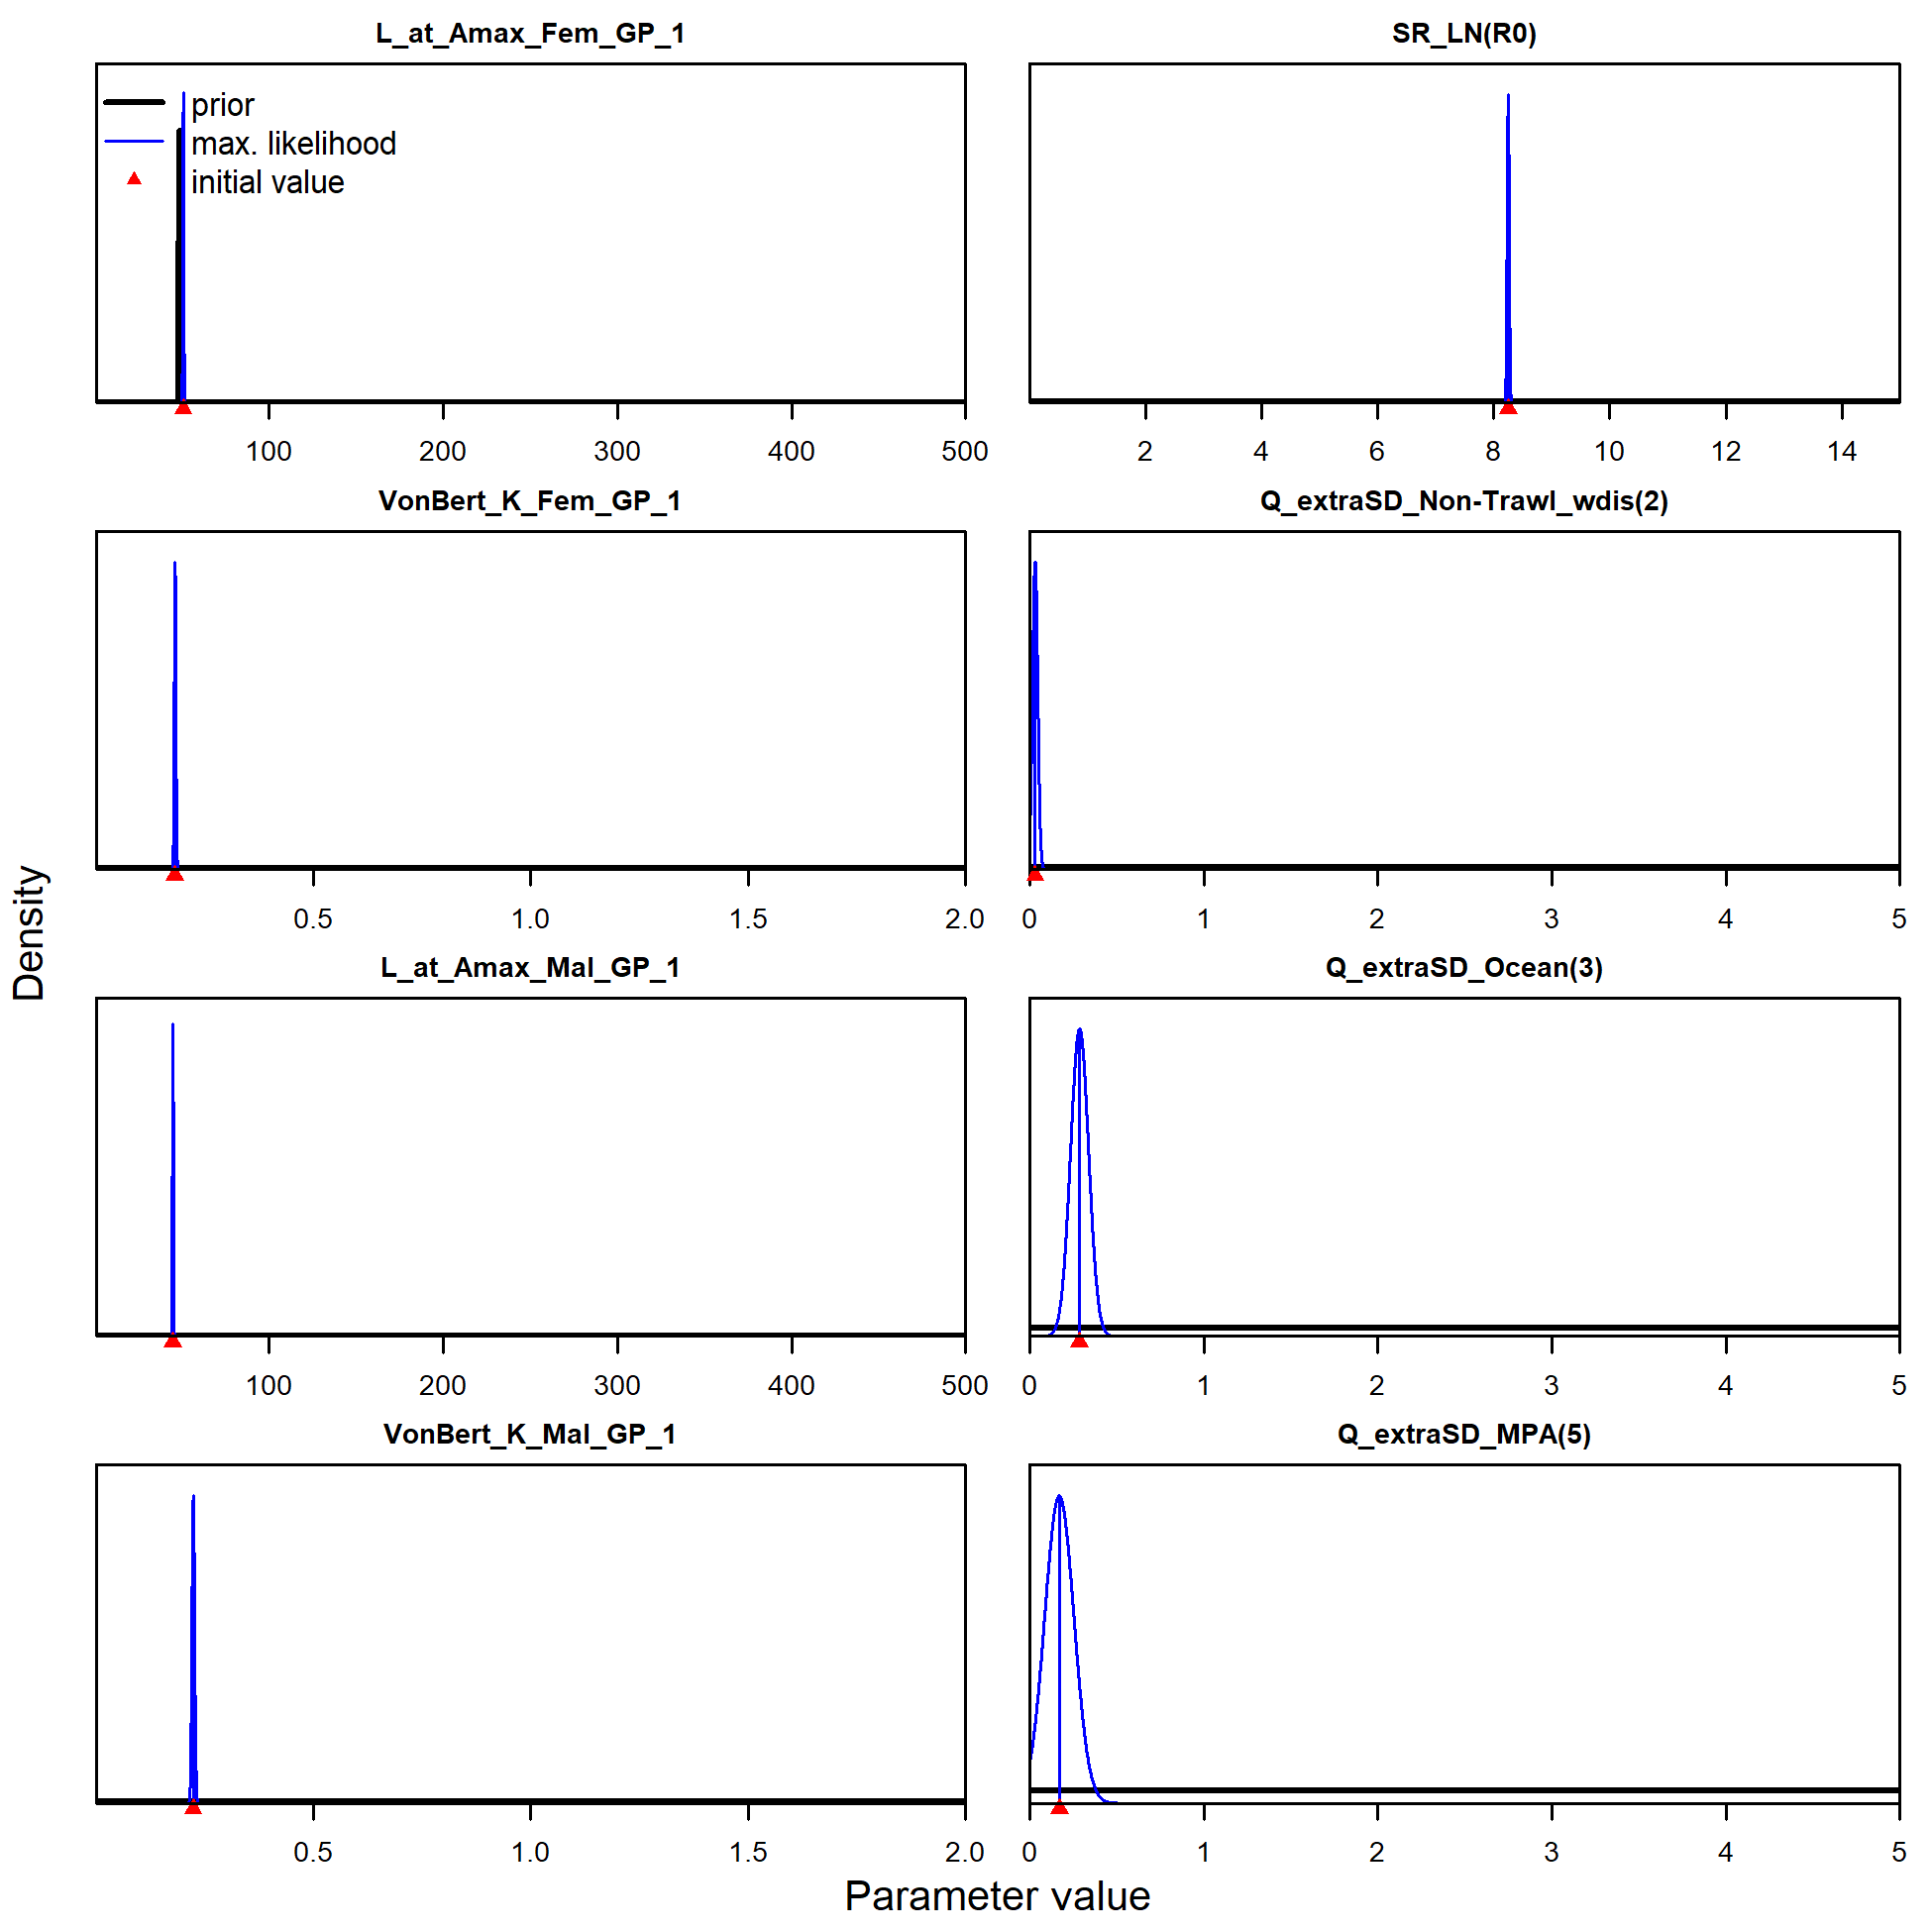 L_at_Amax_Fem_GP_1
prior
max. likelihood
initial value
100 200 300 400 500
SR_LN(R0)
2 4 6 8 10 12 14
VonBert_K_Fem_GP_1
0.5 1.0 1.5 2.0
Q_extraSD_Non-Trawl_wdis(2)
0 1 2 3 4 5
L_at_Amax_Mal_GP_1
100 200 300 400 500
Q_extraSD_Ocean(3)
0 1 2 3 4 5
VonBert_K_Mal_GP_1
0.5 1.0 1.5 2.0
Q_extraSD_MPA(5)
0 1 2 3 4 5
Density
Parameter value